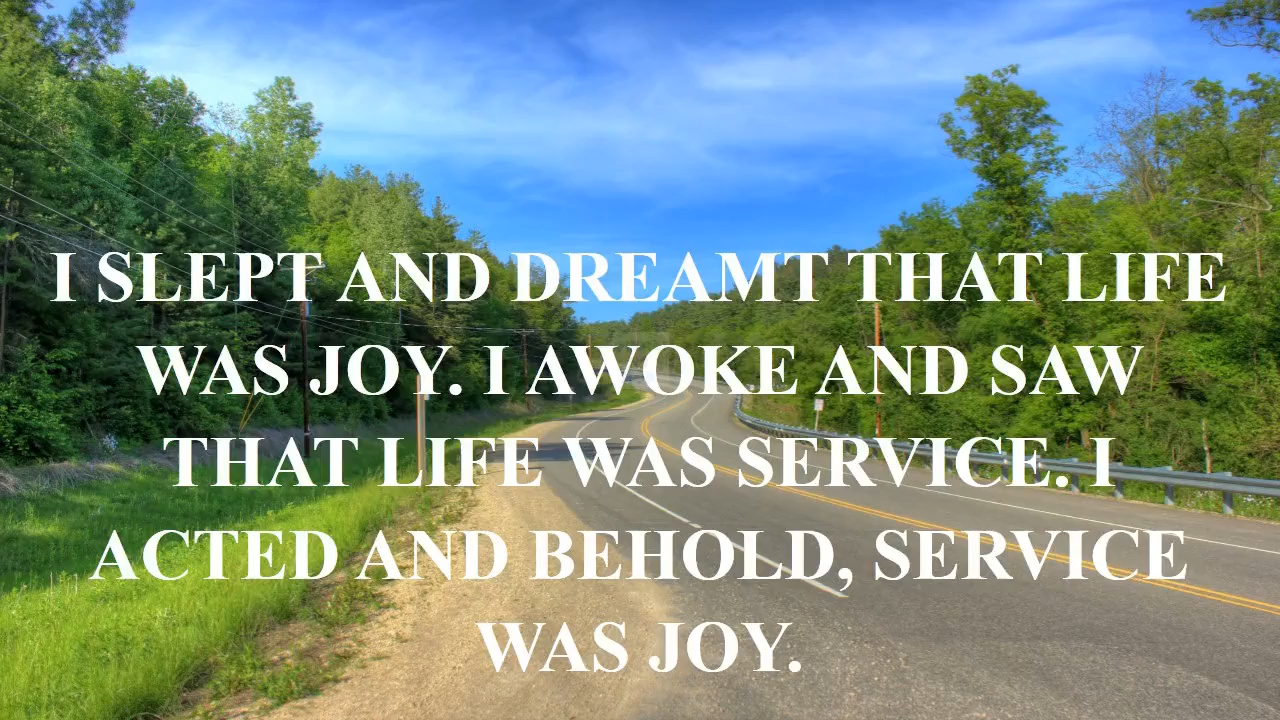 I SLEPT AND DREAMT THAT LIFE
WAS JOY. I AWOKE AND SAW
THAT LIFE WAS SERVICE. I
ACTED AND BEHOLD, SERVICE
WAS JOY.